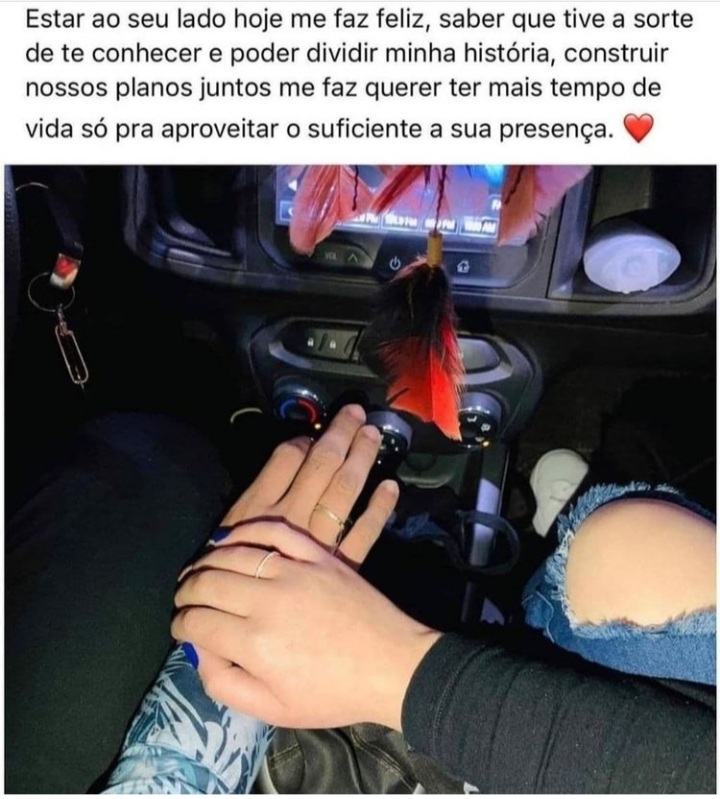 Estar ao seu lado hoje me faz feliz, saber que tive a sorte
de te conhecer e poder dividir minha história, construir
nossos planos juntos me faz querer ter mais tempo de
vida só pra aproveitar o suficiente a sua presença. ❤️
VOL